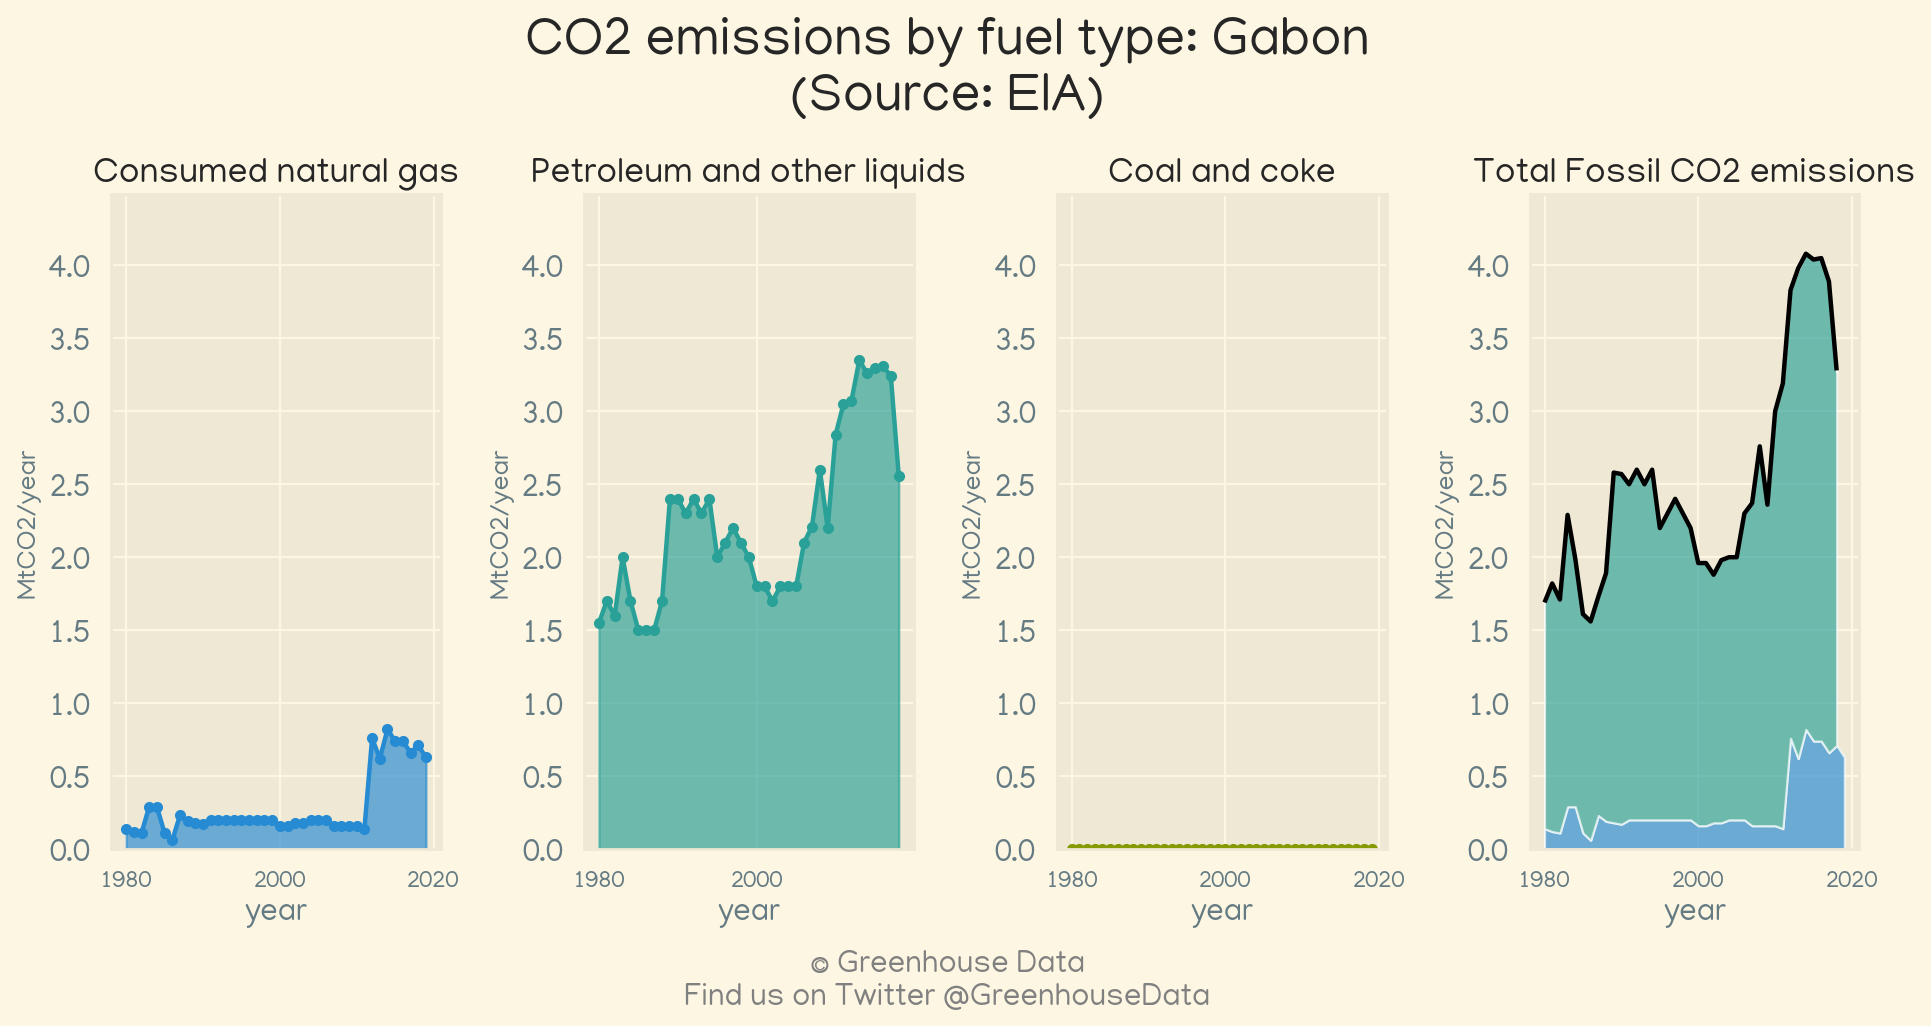 CO2 emissions by fuel type: Gabon
(Source: EIA)
Consumed natural gas
Petroleum and other liquids
Coal and coke
Total Fossil CO2 emissions
MtCO2/year
4.0
3.5
3.0
2.5
2.0
1.5
1.0
0.5
0.0
1980 2000 2020
year
MtCO2/year
4.0
3.5
3.0
2.5
2.0
1.5
1.0
0.5
0.0
1980 2000
year
MtCO2/year
4.0
3.5
3.0
2.5
2.0
1.5
1.0
0.5
0.0
1980 2000 2020
year
MtCO2/year
4.0
3.5
3.0
2.5
2.0
1.5
1.0
0.5
0.0
1980 2000 2020
year
© Greenhouse Data
Find us on Twitter @GreenhouseData